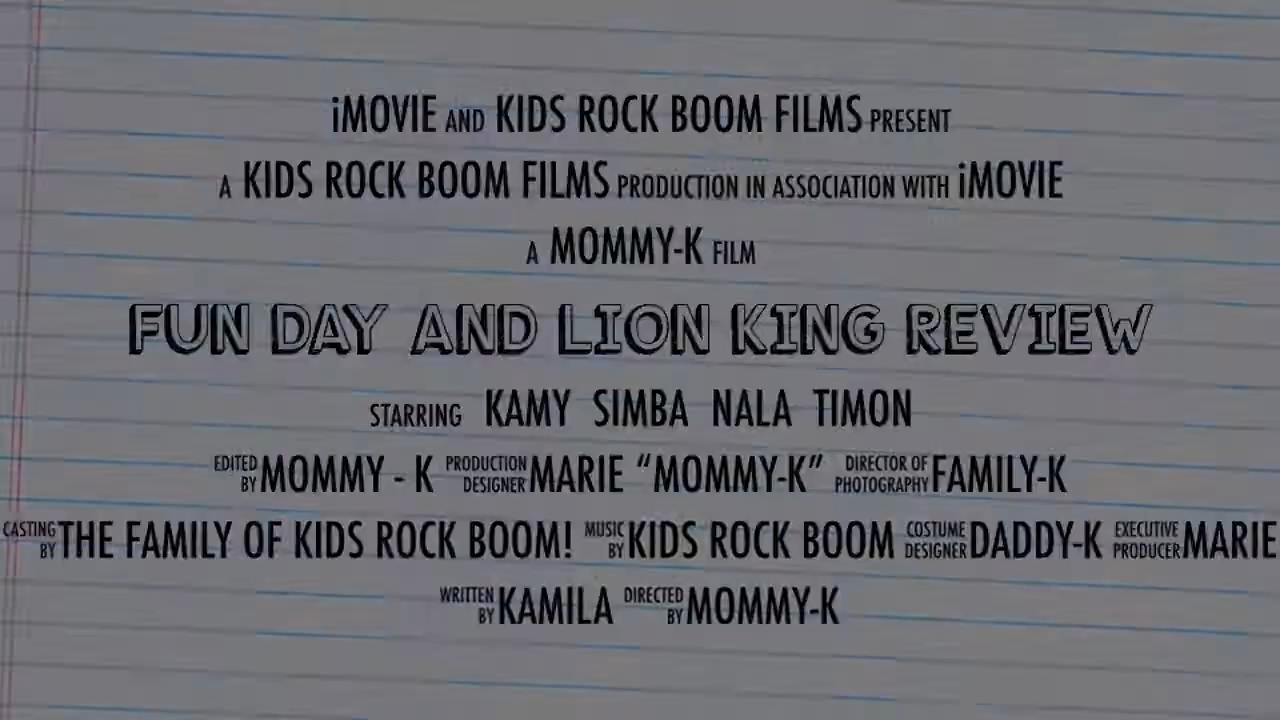 iMOVIE AND KIDS ROCK BOOM FILMS PRESENT
A KIDS ROCK BOOM FILMS PRODUCTION IN ASSOCIATION WITH iMOVIE
A MOMMY-K FILM
FUN DAY AND LION KING REVIEW
STARRING KAMY SIMBA NALA TIMON
EDITED BY MOMMY - K PRODUCTION DESIGNER MARIE “MOMMY-K” DIRECTOR OF PHOTOGRAPHY FAMILY-K
CASTING BY THE FAMILY OF KIDS ROCK BOOM! MUSIC BY KIDS ROCK BOOM COSTUME DESIGNER DADDY-K EXECUTIVE PRODUCER MARIE
WRITTEN BY KAMILA DIRECTED BY MOMMY-K